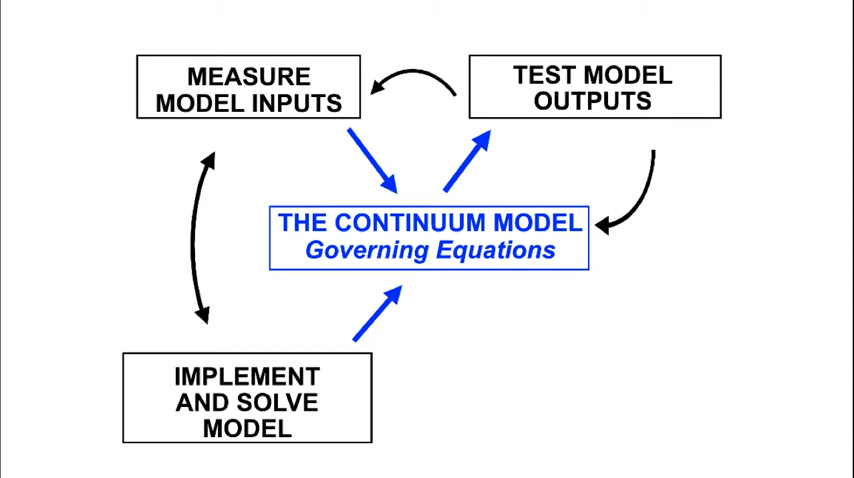 MEASURE
MODEL INPUTS
TEST MODEL
OUTPUTS
THE CONTINUUM MODEL
Governing Equations
IMPLEMENT
AND SOLVE
MODEL